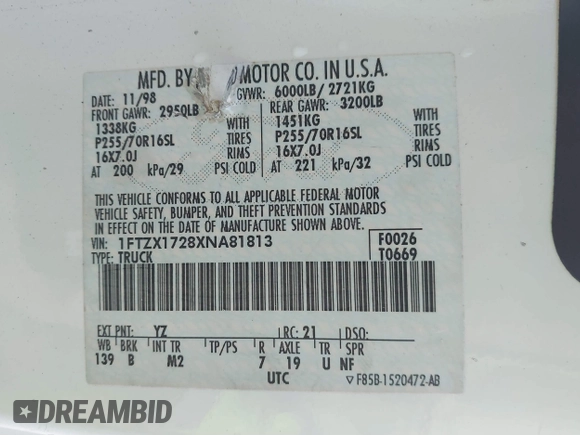 MFD. BY MOTOR CO. IN U.S.A.
DATE: 11/98 GVWR: 6000LB/ 2721KG
FRONT GAWR: 2950LB REAR GAWR: 3200LB
1338KG WITH 1451KG WITH
P255/70R16SL TIRES P255/70R16SL TIRES
16X7.0J RIMS 16X7.0J RIMS
AT 200 kPa/29 PSI COLD AT 221 kPa/32 PSI COLD
THIS VEHICLE CONFORMS TO ALL APPLICABLE FEDERAL MOTOR
VEHICLE SAFETY, BUMPER, AND THEFT PREVENTION STANDARDS
IN EFFECT ON THE DATE OF MANUFACTURE SHOWN ABOVE.
VIN: 1FTZX1728XNA81813 F0026
TYPE: TRUCK T0669
EXT PNT: YZ RC: 21 DSO:
WB BRK INT TR TP/PS R AXLE TR SPR
139 B M2 7 19 U NF
UTC F85B-1520472-AB
DREAMBID